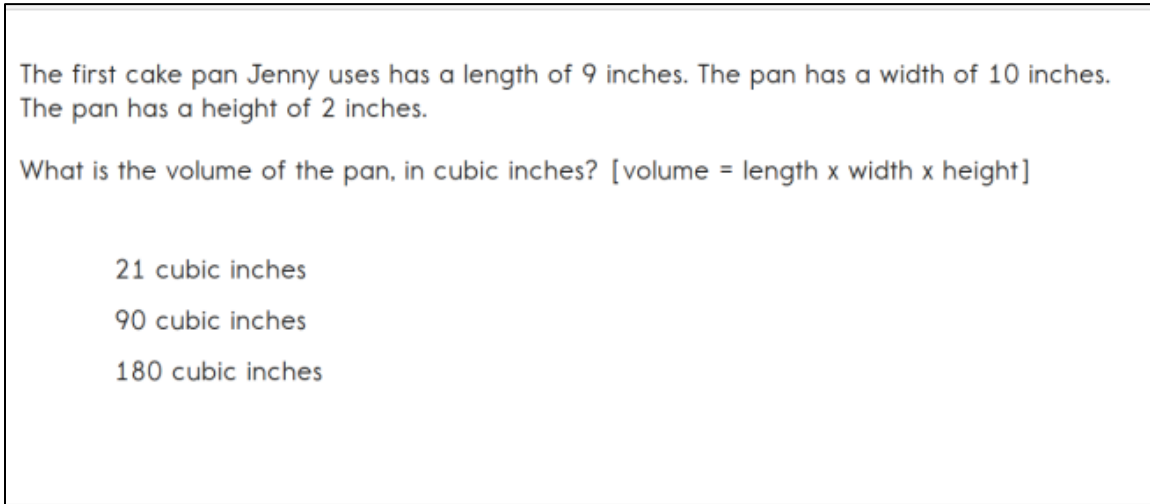 The first cake pan Jenny uses has a length of 9 inches. The pan has a width of 10 inches.
The pan has a height of 2 inches.
What is the volume of the pan, in cubic inches? [volume = length x width x height]
21 cubic inches
90 cubic inches
180 cubic inches